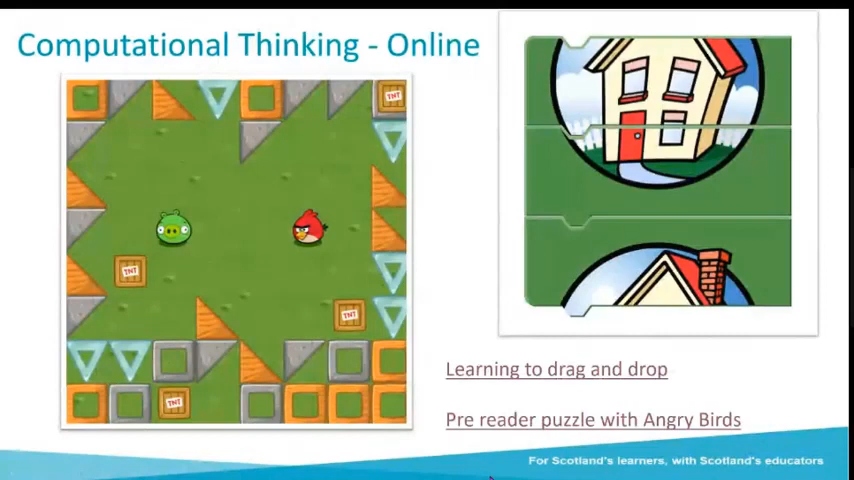 Computational Thinking - Online
TNT
TNT
TNT
TNT
Learning to drag and drop
Pre reader puzzle with Angry Birds
For Scotland's learners, with Scotland's educators